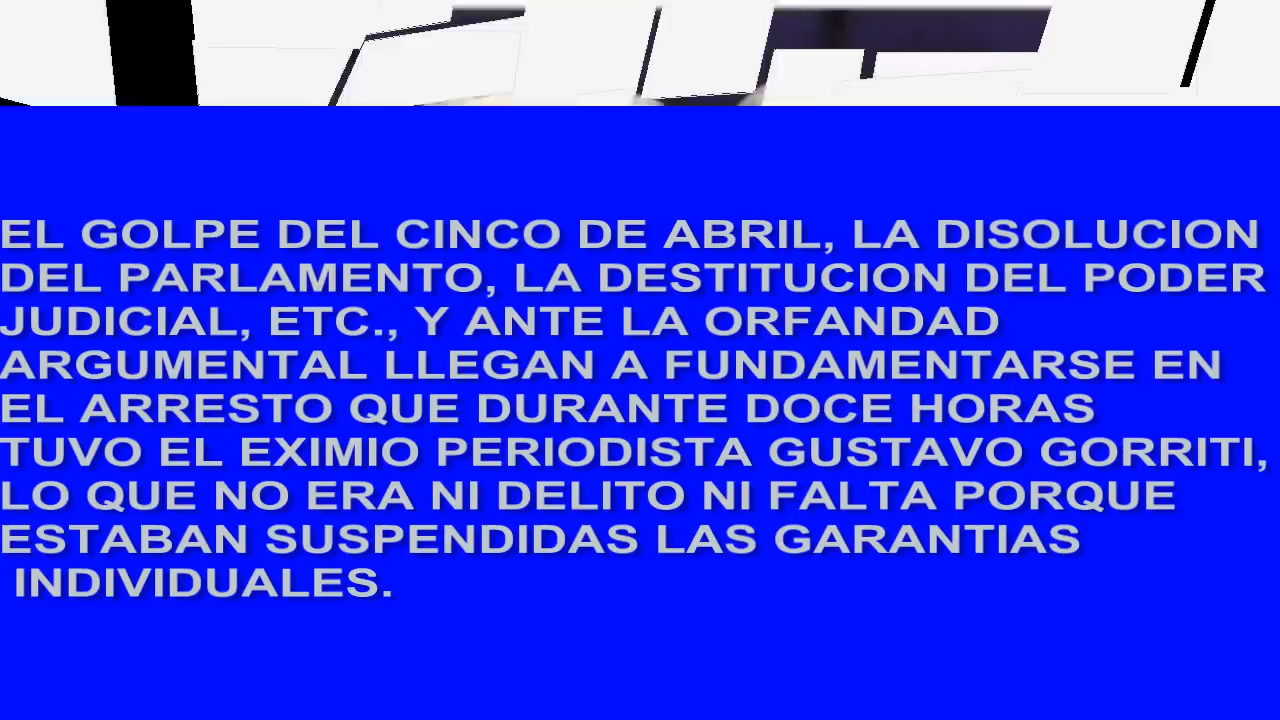 EL GOLPE DEL CINCO DE ABRIL, LA DISOLUCION
DEL PARLAMENTO, LA DESTITUCION DEL PODER
JUDICIAL, ETC., Y ANTE LA ORFANDAD
ARGUMENTAL LLEGAN A FUNDAMENTARSE EN
EL ARRESTO QUE DURANTE DOCE HORAS
TUVO EL EXIMIO PERIODISTA GUSTAVO GORRITI,
LO QUE NO ERA NI DELITO NI FALTA PORQUE
ESTABAN SUSPENDIDAS LAS GARANTIAS
INDIVIDUALES.